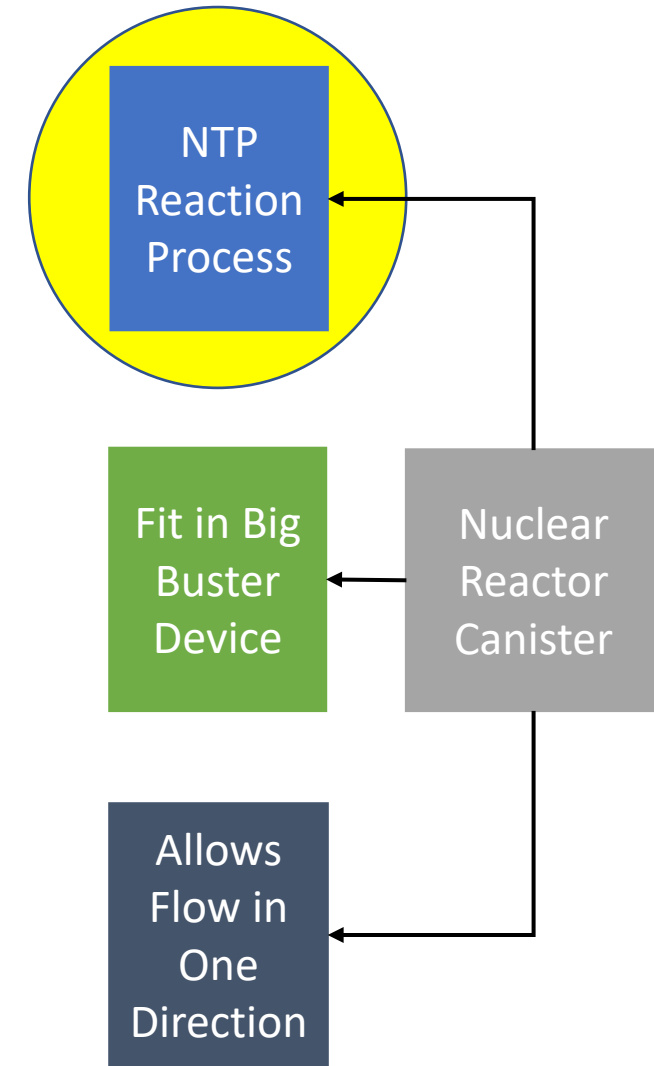 NTP
Reaction
Process
Fit in Big
Buster
Device
Nuclear
Reactor
Canister
Allows
Flow in
One
Direction